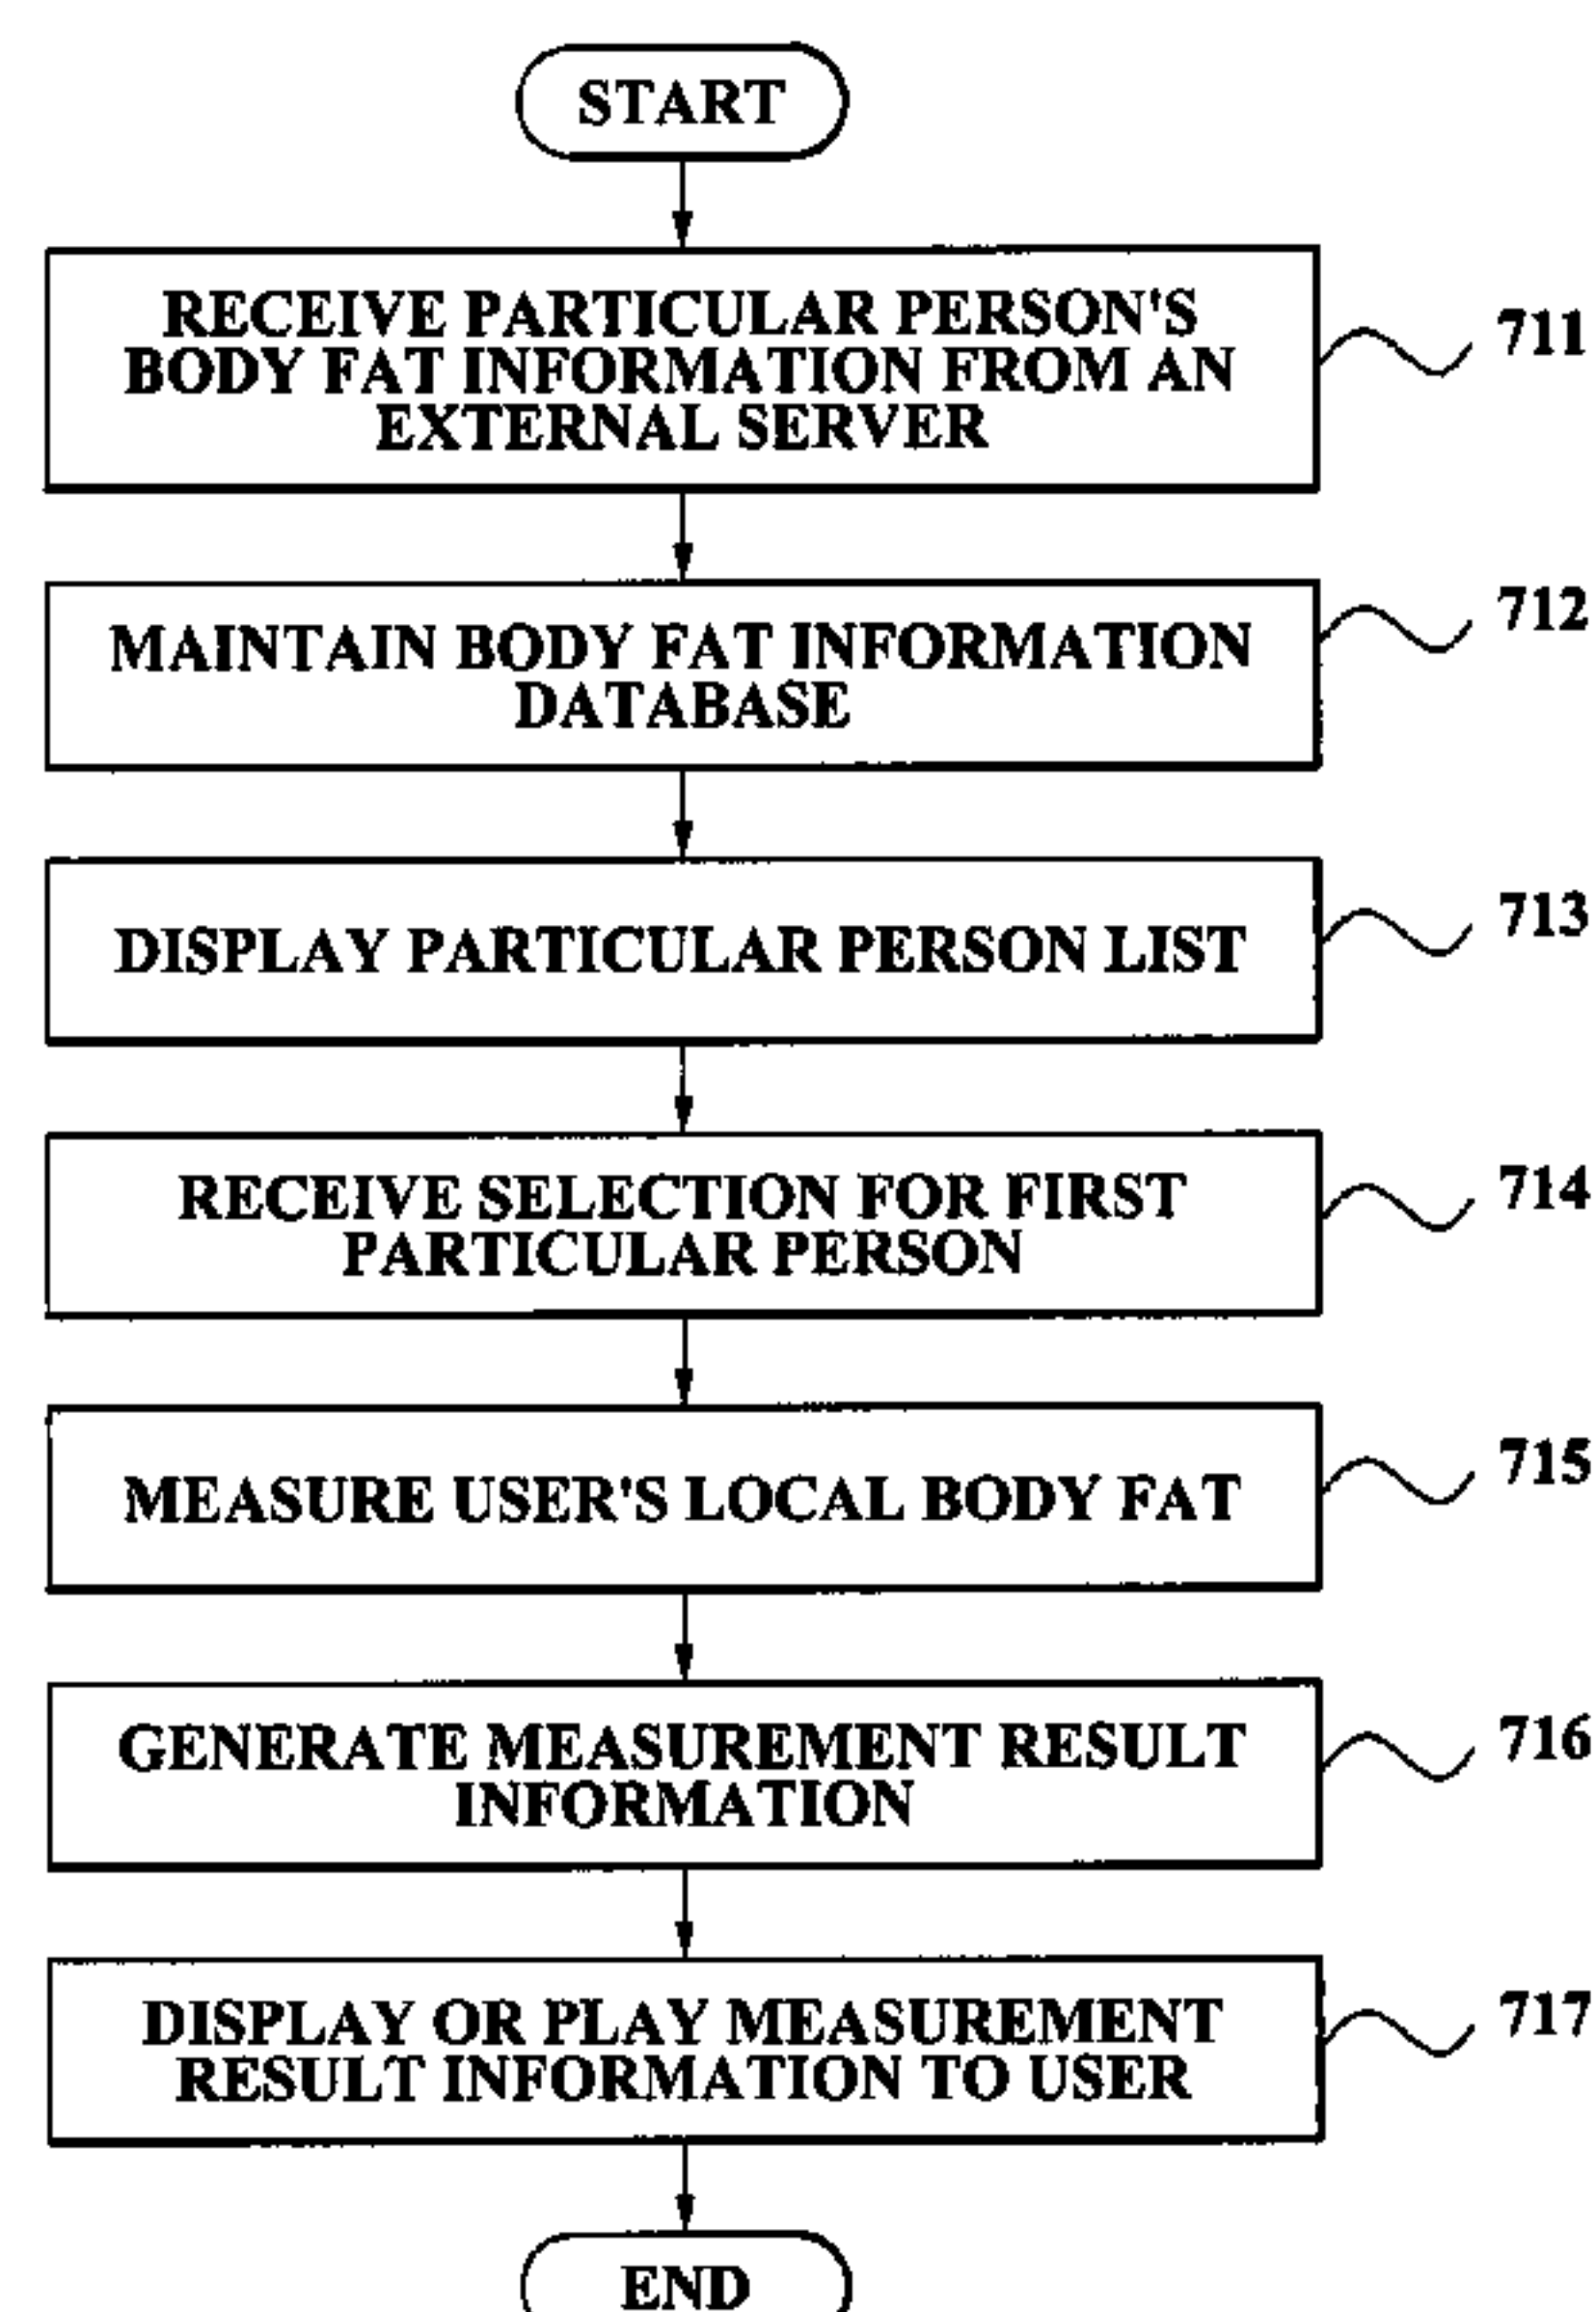 START
RECEIVE PARTICULAR PERSON'S
BODY FAT INFORMATION FROM AN
EXTERNAL SERVER
711
MAINTAIN BODY FAT INFORMATION
DATABASE
712
DISPLAY PARTICULAR PERSON LIST
713
RECEIVE SELECTION FOR FIRST
PARTICULAR PERSON
714
MEASURE USER'S LOCAL BODY FAT
715
GENERATE MEASUREMENT RESULT
INFORMATION
716
DISPLAY OR PLAY MEASUREMENT
RESULT INFORMATION TO USER
717
END